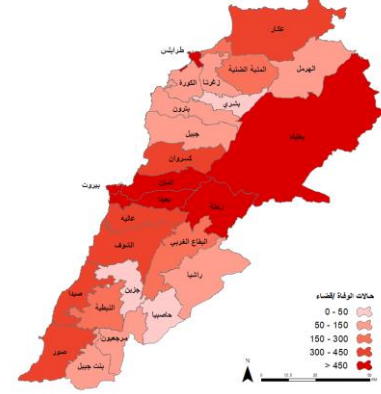 عكار
طرابلس
المنية الضنية
الهرمل
زغرتا
الكورة
بشري
بترون
بعلبك
جبيل
كسروان
المتن
بيروت
بعبدا
زحلة
عاليه
البقاع الغربي
الشوف
راشيا
جزين
صيدا
النبطية
حاصبيا
مرجعيون
صور
بنت جبيل
حالات الوفاة /قضاء
0 - 50
50 - 150
150 - 300
300 - 450
> 450
N